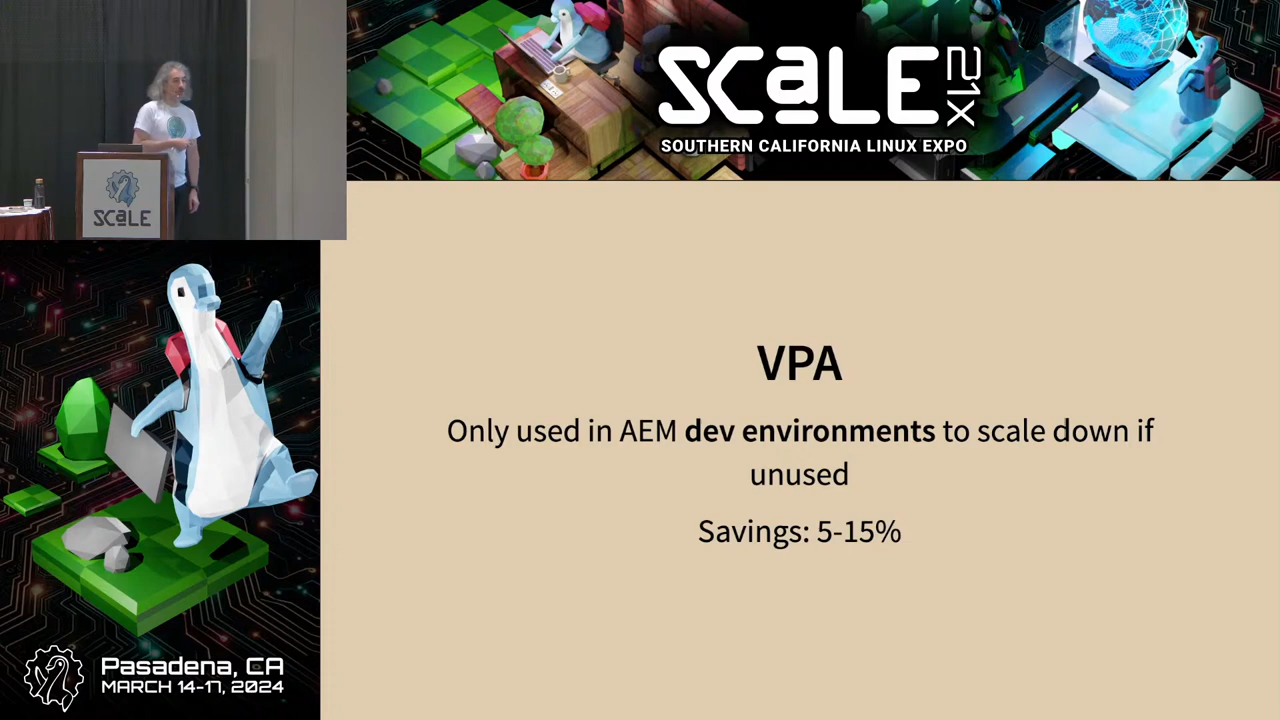 SCaLE 21X
SOUTHERN CALIFORNIA LINUX EXPO
SCaLE
VPA
Only used in AEM dev environments to scale down if
unused
Savings: 5-15%
Pasadena, CA
MARCH 14-17, 2024